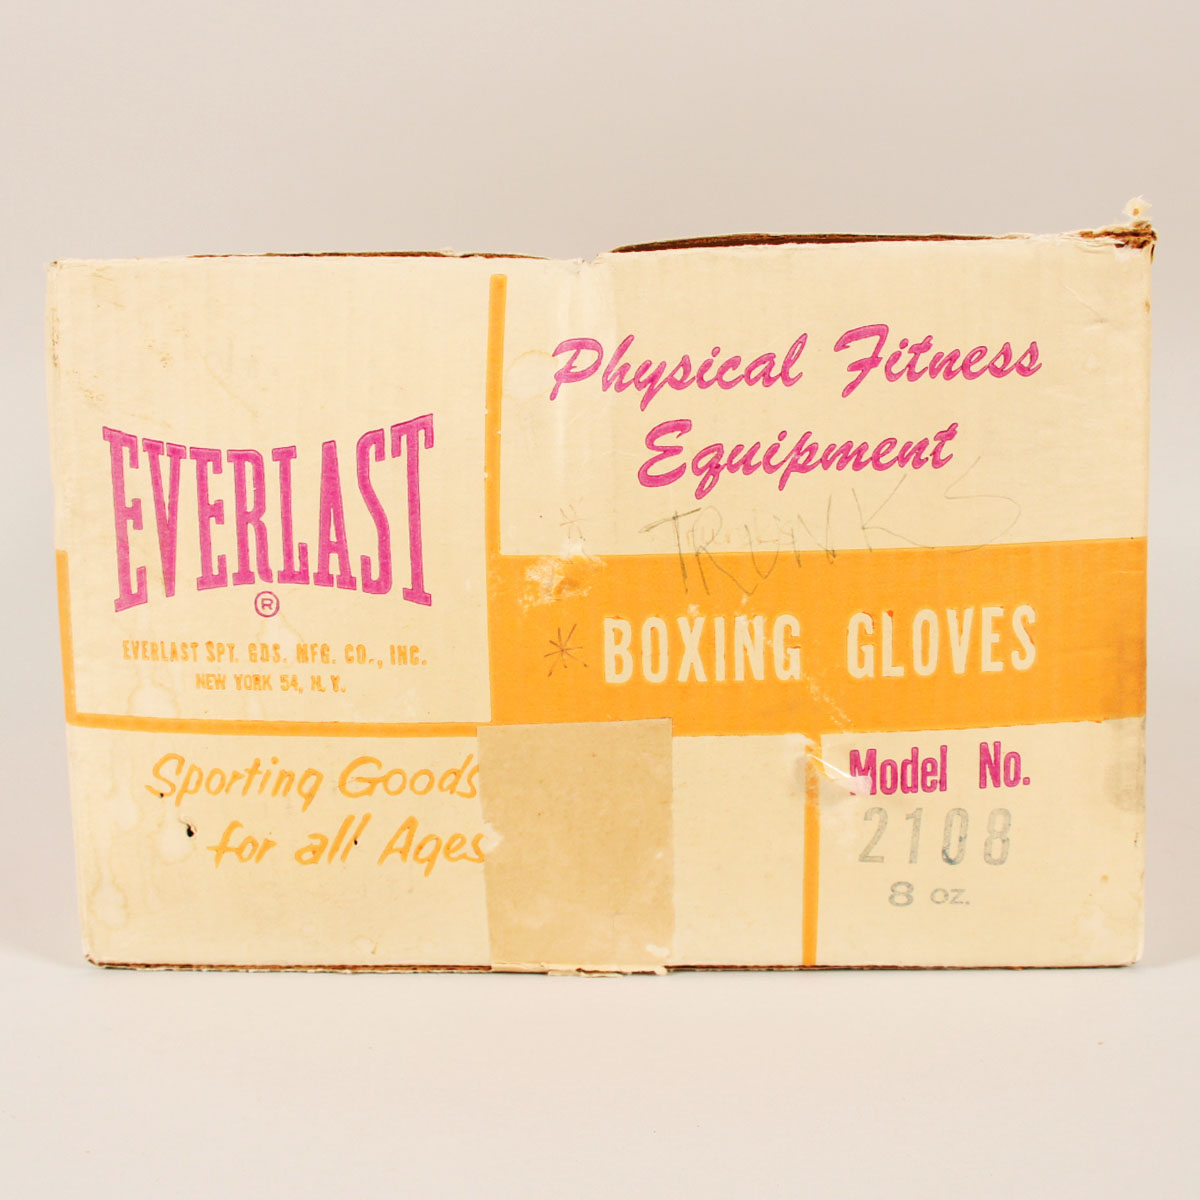 EVERLAST
®
EVERLAST SPT. GDS. MFG. CO., INC.
NEW YORK 54, N. Y.
Physical Fitness
Equipment
TRUNKS
* BOXING GLOVES
Sporting Goods
for all Ages
Model No.
2108
8 OZ.